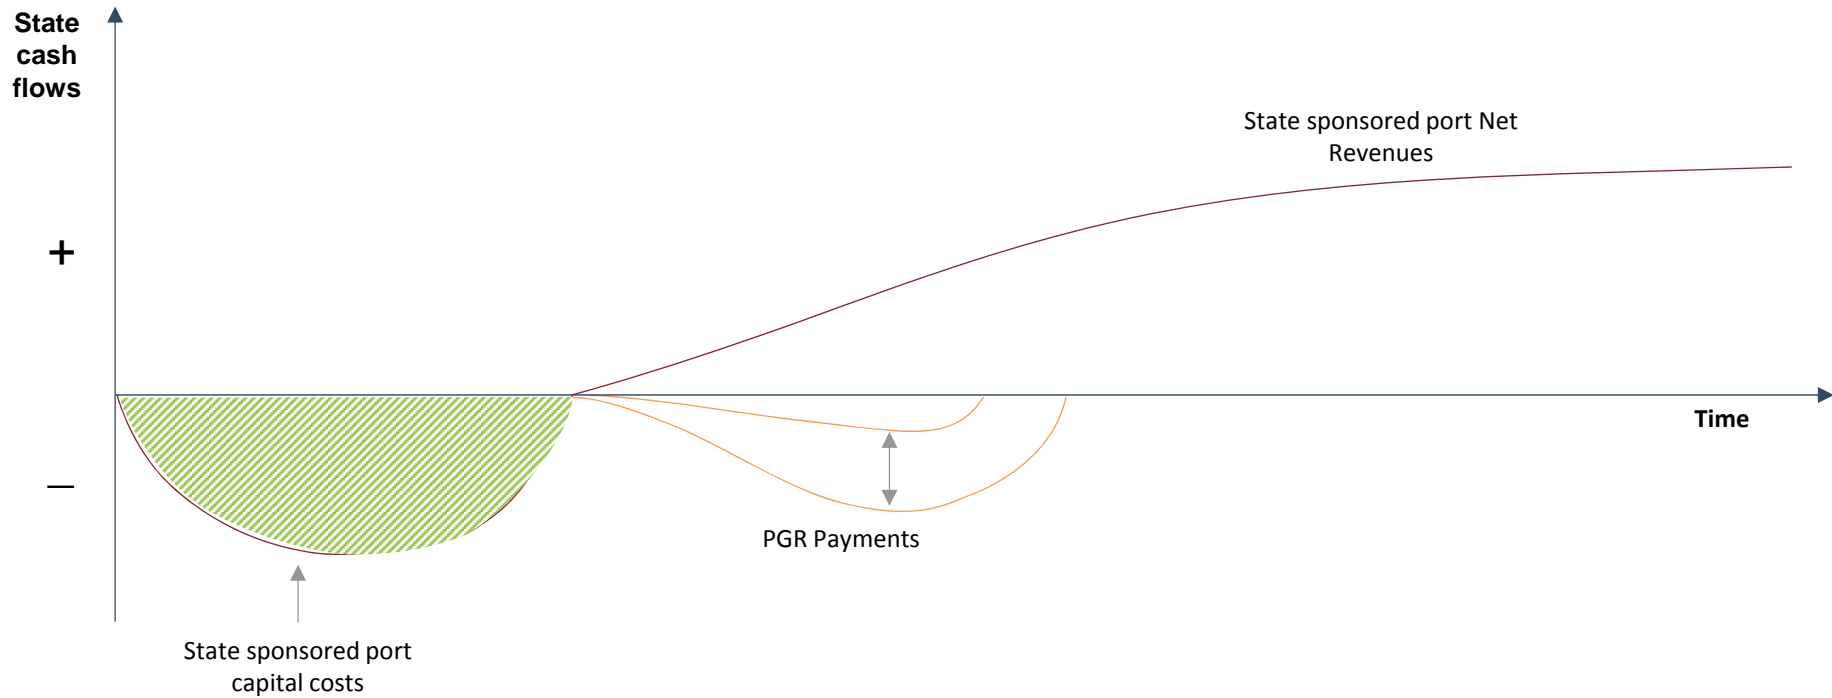 State
cash
flows
State sponsored port Net
Revenues
+
Time
–
PGR Payments
State sponsored port
capital costs